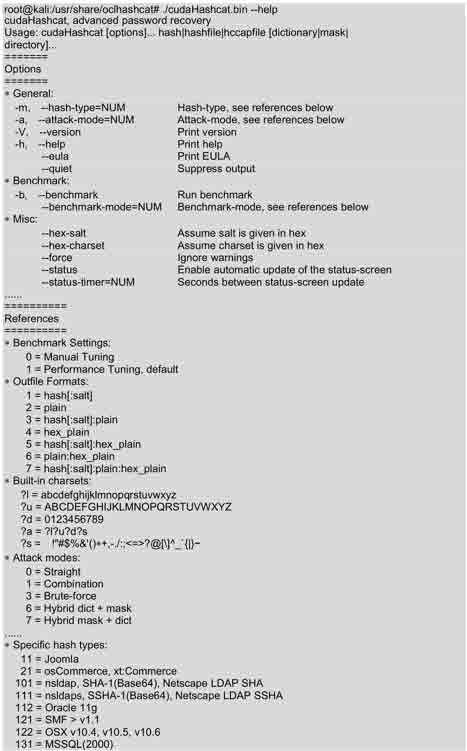 root@kali:/usr/share/oclhashcat# ./cudaHashcat.bin --help
cudaHashcat, advanced password recovery
Usage: cudaHashcat [options]... hash|hashfile|hccapfile [dictionary|mask|
directory]...
=======
Options
=======
* General:
-m, --hash-type=NUM Hash-type, see references below
-a, --attack-mode=NUM Attack-mode, see references below
-V, --version Print version
-h, --help Print help
--eula Print EULA
--quiet Suppress output
* Benchmark:
-b, --benchmark Run benchmark
--benchmark-mode=NUM Benchmark-mode, see references below
* Misc:
--hex-salt Assume salt is given in hex
--hex-charset Assume charset is given in hex
--force Ignore warnings
--status Enable automatic update of the status-screen
--status-timer=NUM Seconds between status-screen update
......
==========
References
==========
* Benchmark Settings:
0 = Manual Tuning
1 = Performance Tuning, default
* Outfile Formats:
1 = hash[:salt]
2 = plain
3 = hash[:salt]:plain
4 = hex_plain
5 = hash[:salt]:hex_plain
6 = plain:hex_plain
7 = hash[:salt]:plain:hex_plain
* Built-in charsets:
?l = abcdefghijklmnopqrstuvwxyz
?u = ABCDEFGHIJKLMNOPQRSTUVWXYZ
?d = 0123456789
?a = ?l?u?d?s
?s = !"#$%&'()*+,-./:;<=>?@[\]^_`{|}~
* Attack modes:
0 = Straight
1 = Combination
3 = Brute-force
6 = Hybrid dict + mask
7 = Hybrid mask + dict
......
* Specific hash types:
11 = Joomla
21 = osCommerce, xt:Commerce
101 = nsldap, SHA-1(Base64), Netscape LDAP SHA
111 = nsldaps, SSHA-1(Base64), Netscape LDAP SSHA
112 = Oracle 11g
121 = SMF > v1.1
122 = OSX v10.4, v10.5, v10.6
131 = MSSQL(2000)